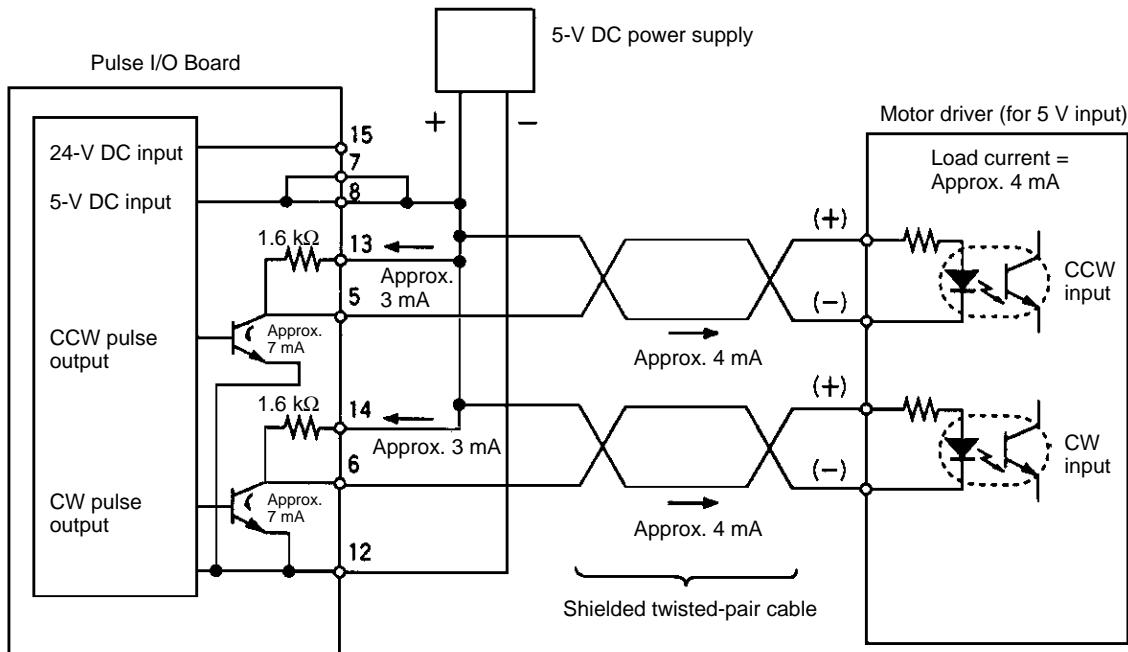 5-V DC power supply
Pulse I/O Board
+
−
Motor driver (for 5 V input)
24-V DC input
15
7
Load current =
Approx. 4 mA
5-V DC input
8
1.6 kΩ
13
(+)
Approx.
3 mA
CCW
input
5
(−)
CCW pulse
output
Approx.
7 mA
Approx. 4 mA
1.6 kΩ
14
(+)
Approx. 3 mA
CW
input
6
(−)
CW pulse
output
Approx.
7 mA
Approx. 4 mA
12
Shielded twisted-pair cable